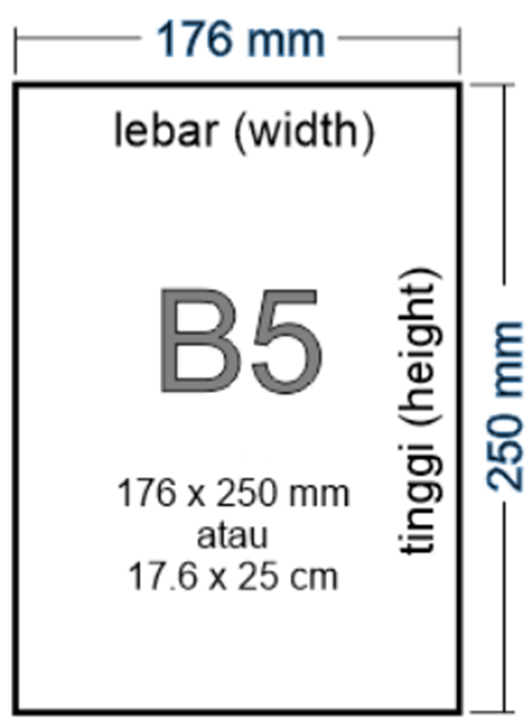 176 mm
lebar (width)
B5
tinggi (height)
250 mm
176 x 250 mm
atau
17.6 x 25 cm